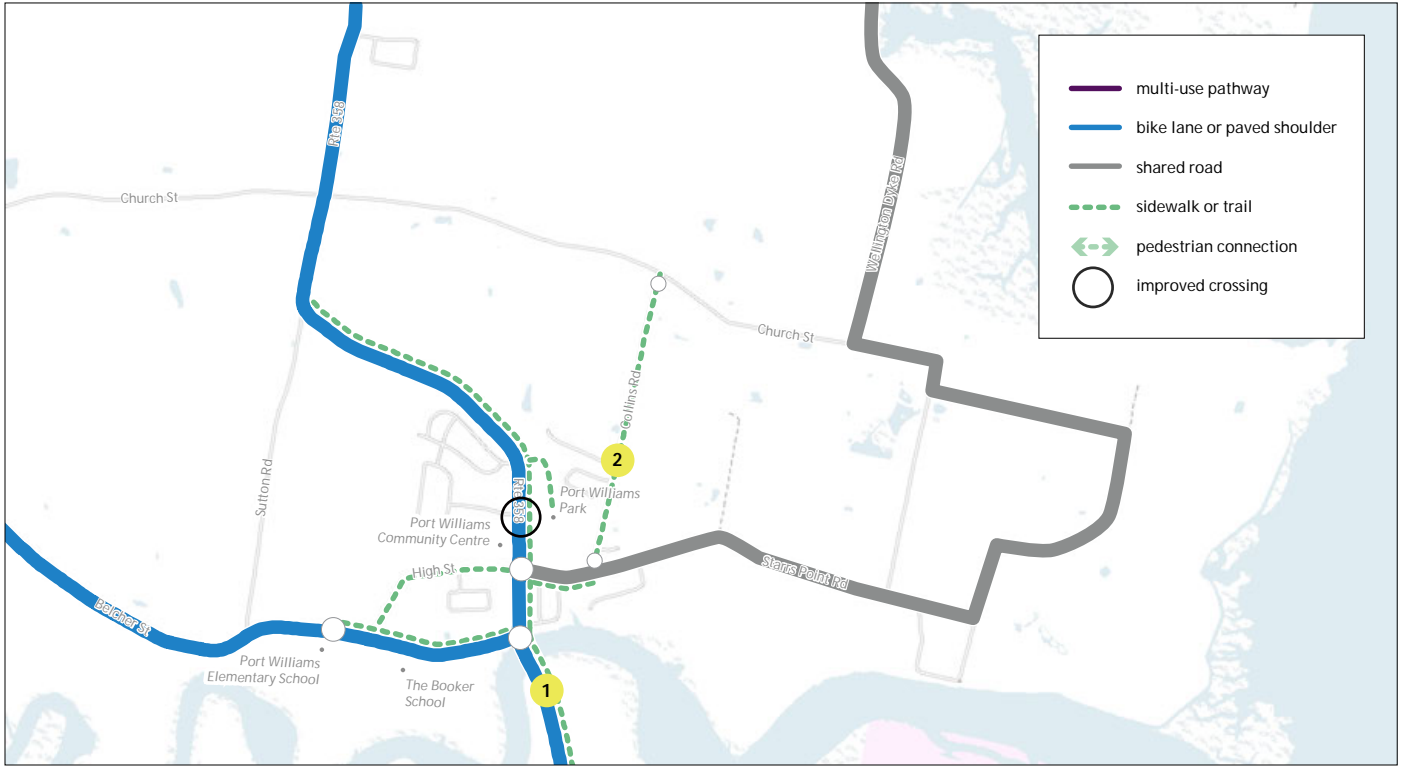 multi-use pathway
bike lane or paved shoulder
shared road
sidewalk or trail
pedestrian connection
improved crossing
Rte 358
Church St
Wellington Dyke Rd
Church St
Collins Rd
2
Sutton Rd
Rte 358
Port Williams
Park
Port Williams
Community Centre
High St
Starrs Point Rd
Belcher St
Port Williams
Elementary School
The Booker
School
1